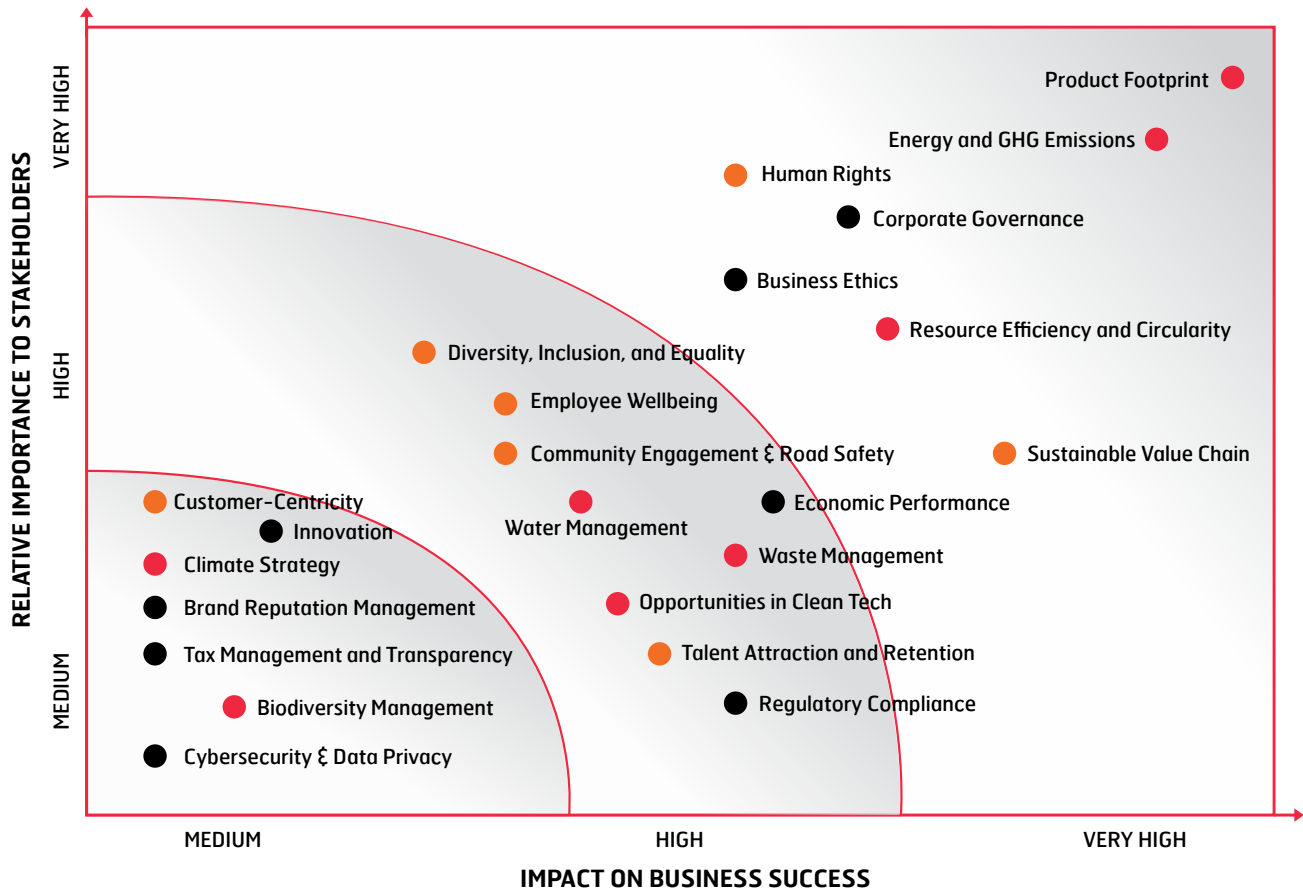 RELATIVE IMPORTANCE TO STAKEHOLDERS
VERY HIGH
HIGH
MEDIUM
Product Footprint
Energy and GHG Emissions
Human Rights
Corporate Governance
Business Ethics
Resource Efficiency and Circularity
Diversity, Inclusion, and Equality
Employee Wellbeing
Community Engagement & Road Safety
Sustainable Value Chain
Customer-Centricity
Economic Performance
Water Management
Innovation
Waste Management
Climate Strategy
Opportunities in Clean Tech
Brand Reputation Management
Talent Attraction and Retention
Tax Management and Transparency
Regulatory Compliance
Biodiversity Management
Cybersecurity & Data Privacy
MEDIUM
HIGH
VERY HIGH
IMPACT ON BUSINESS SUCCESS